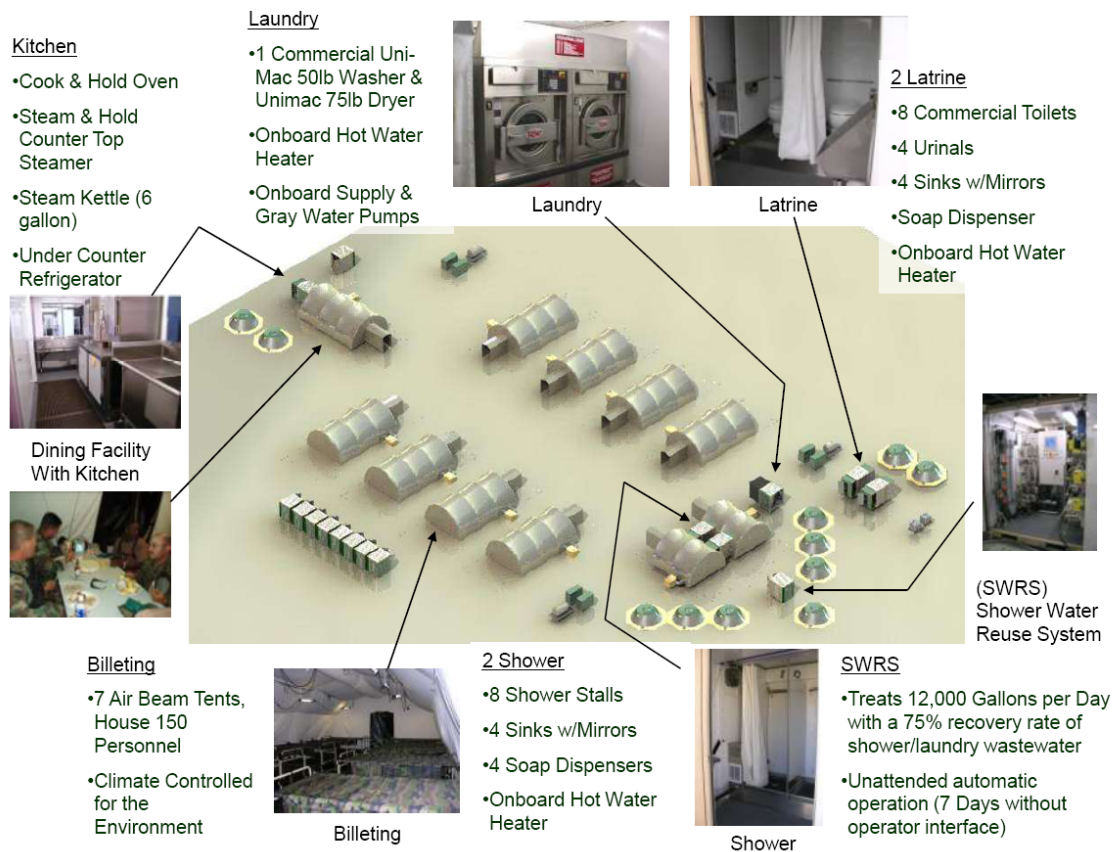 Kitchen
•Cook & Hold Oven
•Steam & Hold
Counter Top
Steamer
•Steam Kettle (6
gallon)
•Under Counter
Refrigerator
Laundry
•1 Commercial Uni-
Mac 50lb Washer &
Unimac 75lb Dryer
•Onboard Hot Water
Heater
•Onboard Supply &
Gray Water Pumps
Laundry
Latrine
2 Latrine
•8 Commercial Toilets
•4 Urinals
•4 Sinks w/Mirrors
•Soap Dispenser
•Onboard Hot Water
Heater
Dining Facility
With Kitchen
(SWRS)
Shower Water
Reuse System
Billeting
•7 Air Beam Tents,
House 150
Personnel
•Climate Controlled
for the
Environment
Billeting
2 Shower
•8 Shower Stalls
•4 Sinks w/Mirrors
•4 Soap Dispensers
•Onboard Hot Water
Heater
Shower
SWRS
•Treats 12,000 Gallons per Day
with a 75% recovery rate of
shower/laundry wastewater
•Unattended automatic
operation (7 Days without
operator interface)